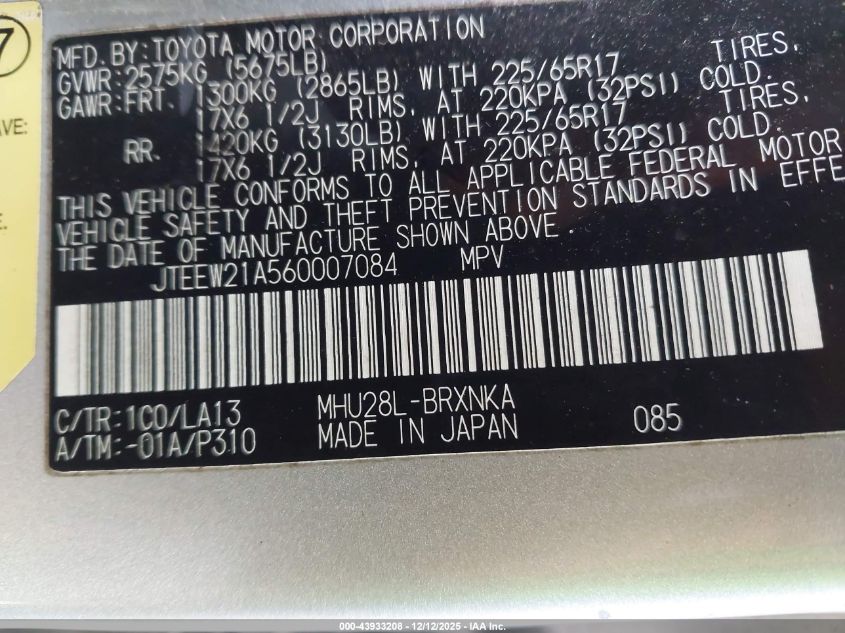 7
AVE:
E.
MFD. BY: TOYOTA MOTOR CORPORATION
GVWR: 2575KG (5675LB)
GAWR: FRT. 1300KG (2865LB) WITH 225/65R17 TIRES,
17X6 1/2J RIMS, AT 220KPA (32PSI) COLD.
RR. 1420KG (3130LB) WITH 225/65R17 TIRES,
17X6 1/2J RIMS, AT 220KPA (32PSI) COLD.
THIS VEHICLE CONFORMS TO ALL APPLICABLE FEDERAL MOTOR
VEHICLE SAFETY AND THEFT PREVENTION STANDARDS IN EFFE
THE DATE OF MANUFACTURE SHOWN ABOVE.
JTEEW21A560007084 MPV
C/TR: 1C0/LA13 MHU28L-BRXNKA
A/TM: -01A/P310 MADE IN JAPAN 085
000-43933208 - 12/12/2025 - IAA Inc.